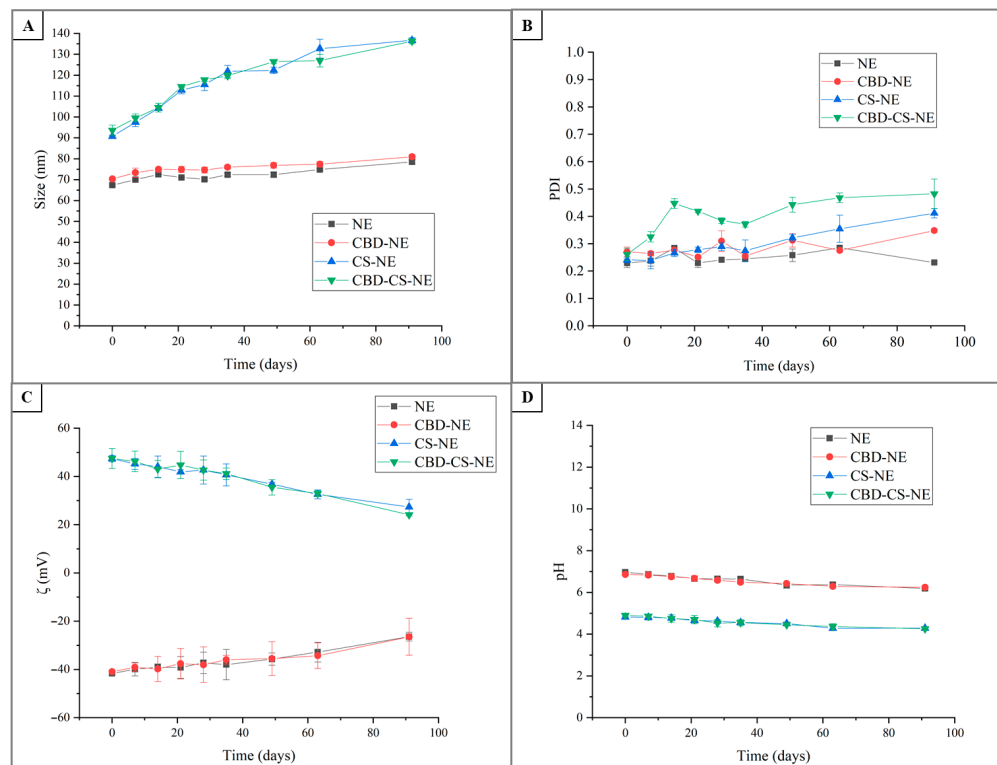 A
140
130
120
110
100
90
80
70
60
50
40
30
20
10
0
Size (nm)
NE
CBD-NE
CS-NE
CBD-CS-NE
0 20 40 60 80 100
Time (days)
B
1.0
0.9
0.8
0.7
0.6
0.5
0.4
0.3
0.2
0.1
0.0
PDI
NE
CBD-NE
CS-NE
CBD-CS-NE
0 20 40 60 80 100
Time (days)
C
60
40
20
0
−20
−40
−60
ζ (mV)
NE
CBD-NE
CS-NE
CBD-CS-NE
0 20 40 60 80 100
Time (days)
D
14
12
10
8
6
4
2
0
pH
NE
CBD-NE
CS-NE
CBD-CS-NE
0 20 40 60 80 100
Time (days)